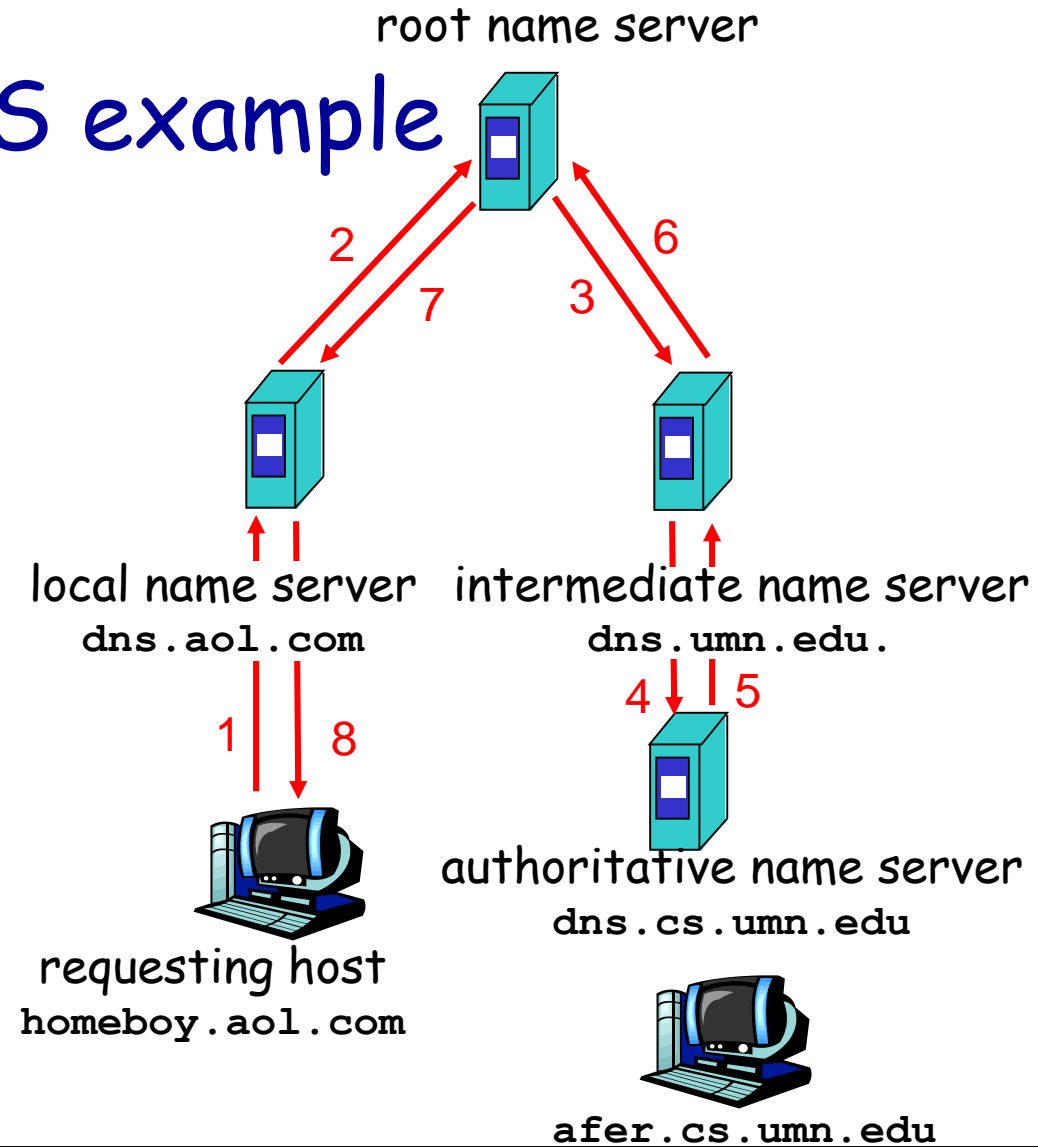 root name server
S example
2
7
3
6
local name server
dns.aol.com
intermediate name server
dns.umn.edu.
1
8
4
5
requesting host
homeboy.aol.com
authoritative name server
dns.cs.umn.edu
afer.cs.umn.edu